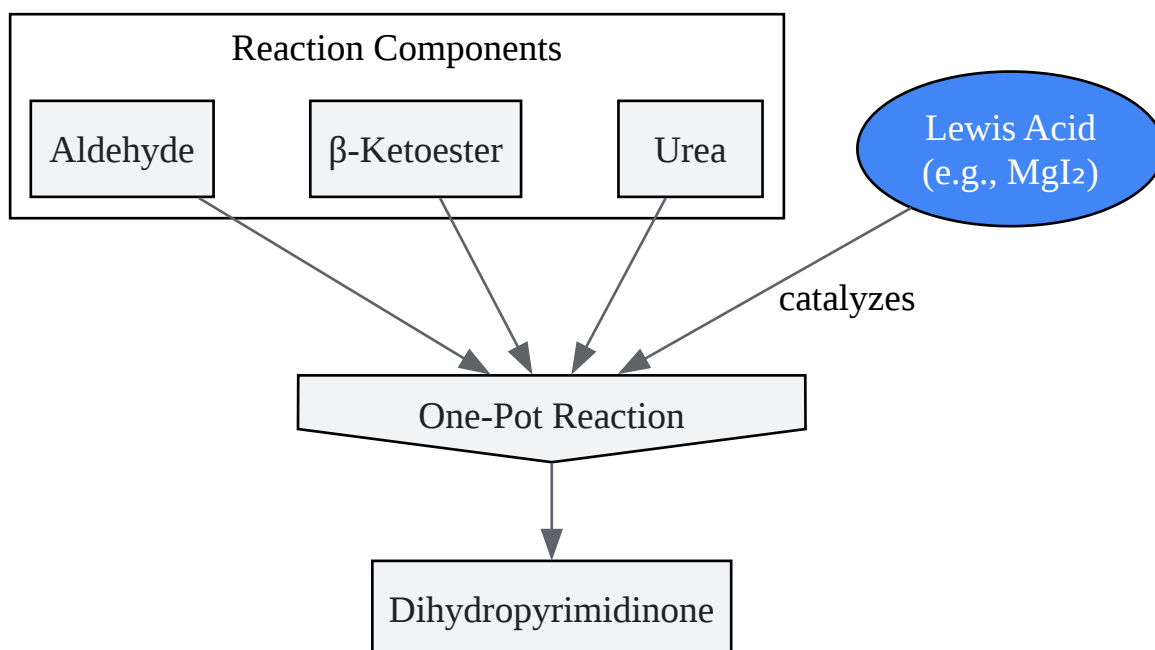 Reaction Components
Aldehyde
β-Ketoester
Urea
Lewis Acid
(e.g., MgI₂)
catalyzes
One-Pot Reaction
Dihydropyrimidinone